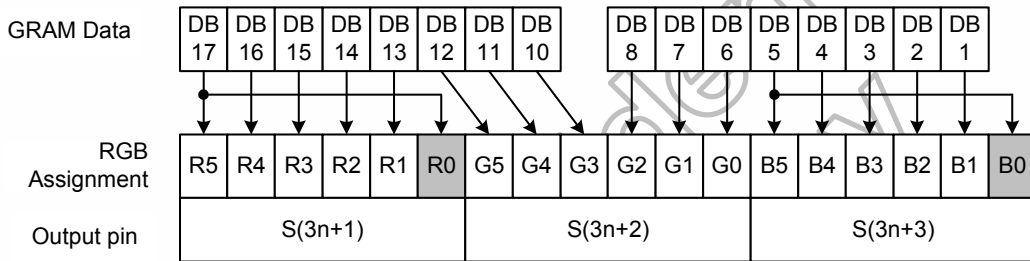 GRAM Data DB 17 DB 16 DB 15 DB 14 DB 13 DB 12 DB 11 DB 10 DB 8 DB 7 DB 6 DB 5 DB 4 DB 3 DB 2 DB 1
RGB Assignment R5 R4 R3 R2 R1 R0 G5 G4 G3 G2 G1 G0 B5 B4 B3 B2 B1 B0
Output pin S(3n+1) S(3n+2) S(3n+3)